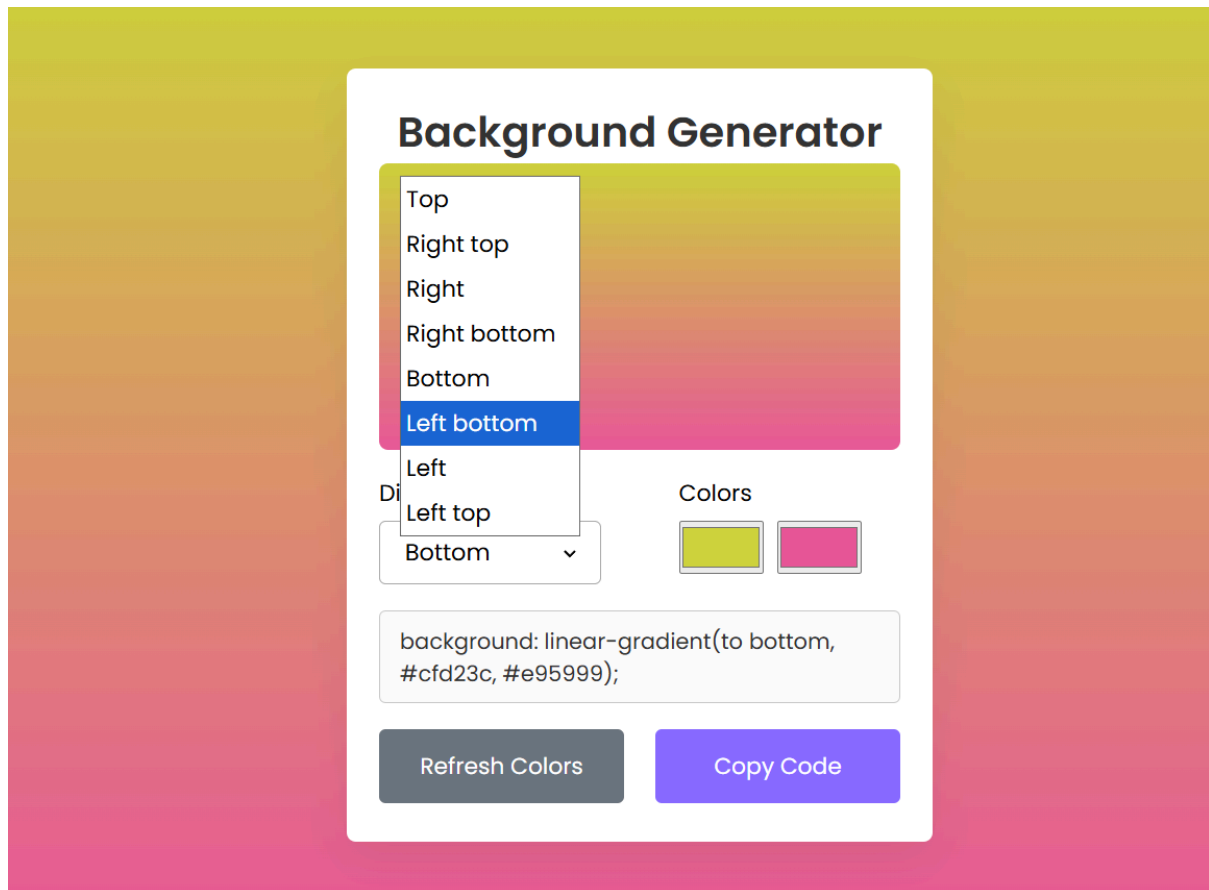 Background Generator
Top
Right top
Right
Right bottom
Bottom
Left bottom
Left
Left top
Di
Colors
Bottom
background: linear-gradient(to bottom,
#cfd23c, #e95999);
Refresh Colors
Copy Code